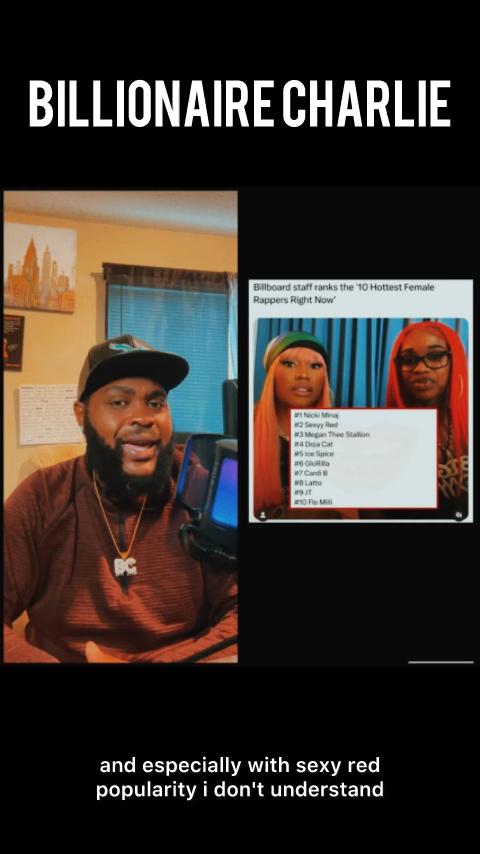 BILLIONAIRE CHARLIE
Billboard staff ranks the '10 Hottest Female
Rappers Right Now'
#1 Nicki Minaj
#2 Sexyy Red
#3 Megan Thee Stallion
#4 Doja Cat
#5 Ice Spice
#6 GloRilla
#7 Cardi B
#8 Latto
#9 JT
#10 Flo Milli
BC
and especially with sexy red
popularity i don't understand